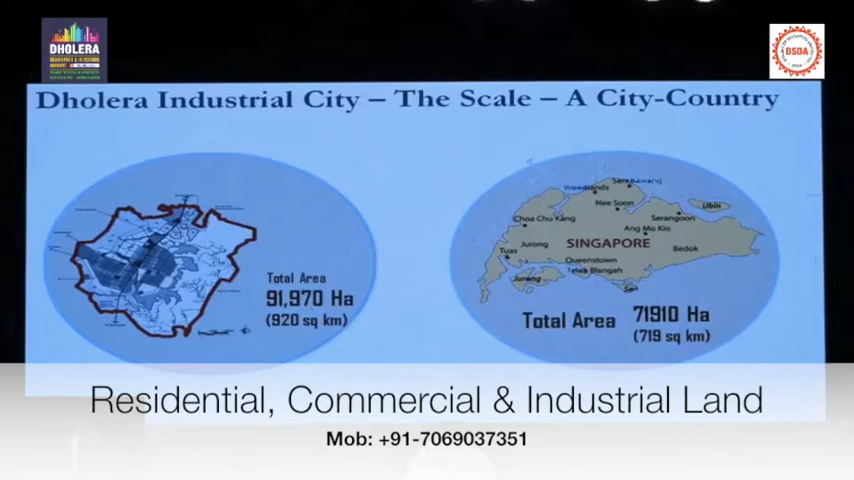 DHOLERA
DSDA
Dholera Industrial City – The Scale – A City-Country
Total Area
91,970 Ha
(920 sq km)
Sembawang
Woodlands
Nee Soon
Ubin
Choa Chu Kang
Serangoon
Ang Mo Kio
Jurong
SINGAPORE
Tuas
Bedok
Queenstown
Telok Blangah
Jurong
Total Area
71910 Ha
(719 sq km)
Residential, Commercial & Industrial Land
Mob: +91-7069037351